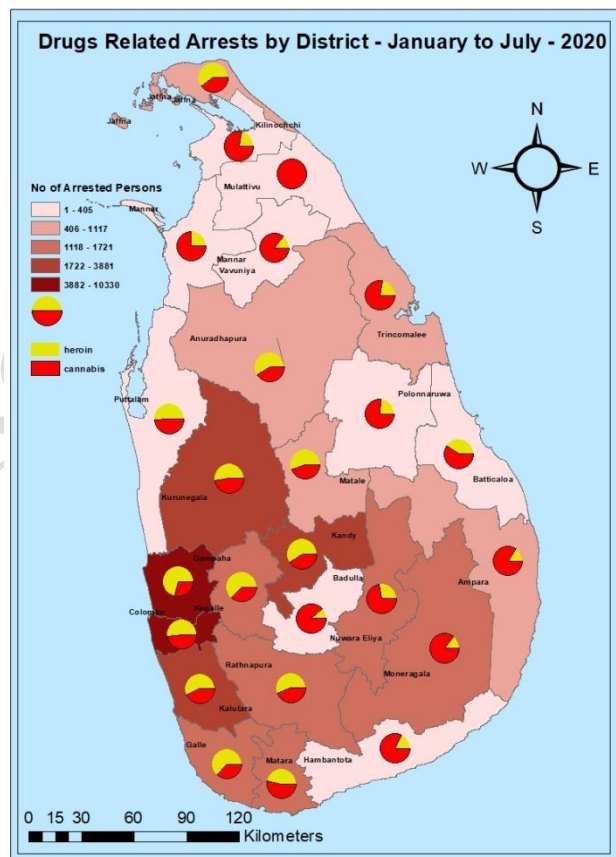 Drugs Related Arrests by District - January to July - 2020
N
W
E
S
No of Arrested Persons
1 - 405
406 - 1117
1118 - 1721
1722 - 3881
3882 - 10330
heroin
cannabis
Jaffna
Jaffna
Jaffna
Kilinochchi
Mulattivu
Mannar
Mannar
Vavuniya
Anuradhapura
Trincomalee
Puttalam
Polonnaruwa
Batticaloa
Matale
Kurunegala
Kandy
Gampaha
Badulla
Ampara
Colombo
Kegalle
Nuwara Eliya
Rathnapura
Moneragala
Kalutara
Galle
Matara
Hambantota
0 15 30 60 90 120
Kilometers